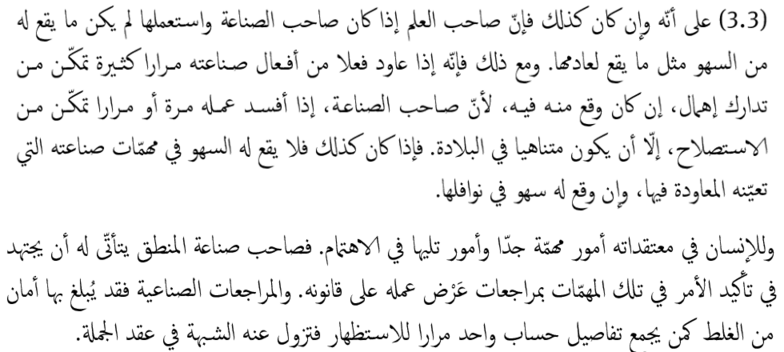 (3.3) على أنّه وإن كان كذلك فإنّ صاحب العلم إذا كان صاحب الصناعة واستعملها لم يكن ما يقع له
من السهو مثل ما يقع لعادمها. ومع ذلك فإنّه إذا عاود فعلا من أفعال صناعته مرارا كثيرة تمكّن من
تدارك إهمال، إن كان وقع منه فيه، لأنّ صاحب الصناعة، إذا أفسد عمله مرة أو مرارا تمكّن من
الاستصلاح، إلّا أن يكون متناهيا في البلادة. فإذا كان كذلك فلا يقع له السهو في مهمّات صناعته التي
تعيّنه المعاودة فيها، وإن وقع له سهو في نوافلها.
وللإنسان في معتقداته أمور مهمّة جدّا وأمور تليها في الاهتمام. فصاحب صناعة المنطق يتأتّى له أن يجتهد
في تأكيد الأمر في تلك المهمّات بمراجعات عَرْض عمله على قانونه. والمراجعات الصناعية فقد يُبلغ بها أمان
من الغلط كمن يجمع تفاصيل حساب واحد مرارا للاستظهار فتزول عنه الشبهة في عقد الجملة.